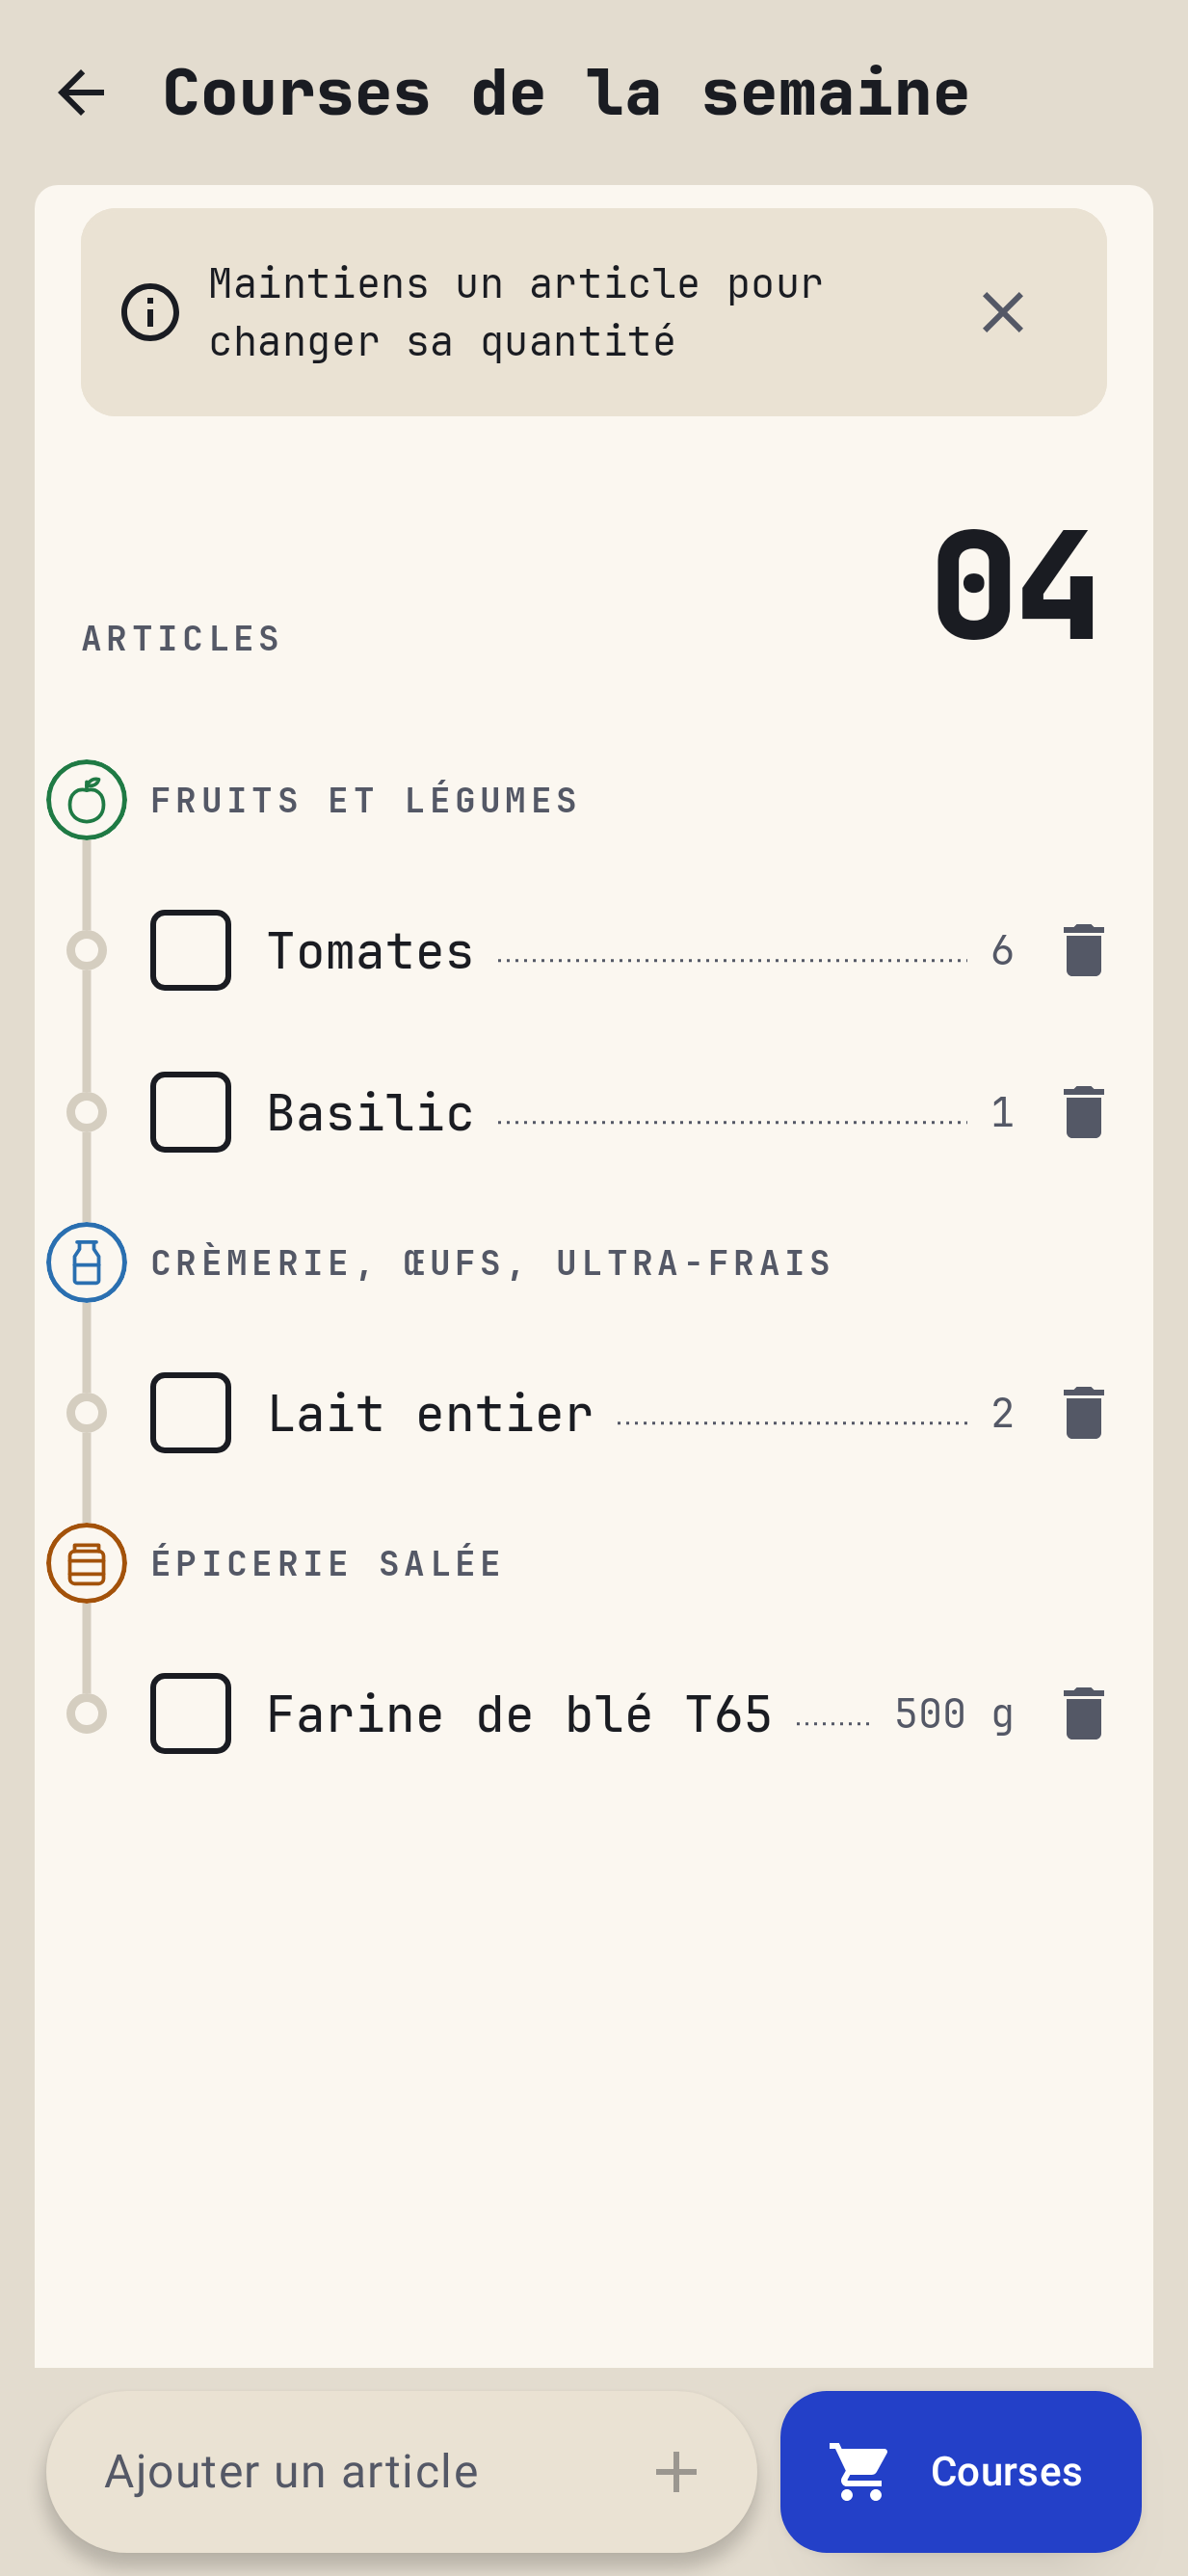 Courses de la semaine
Maintiens un article pour
changer sa quantité
04
ARTICLES
FRUITS ET LÉGUMES
Tomates 6
Basilic 1
CRÈMERIE, ŒUFS, ULTRA-FRAIS
Lait entier 2
ÉPICERIE SALÉE
Farine de blé T65 500 g
Ajouter un article
Courses